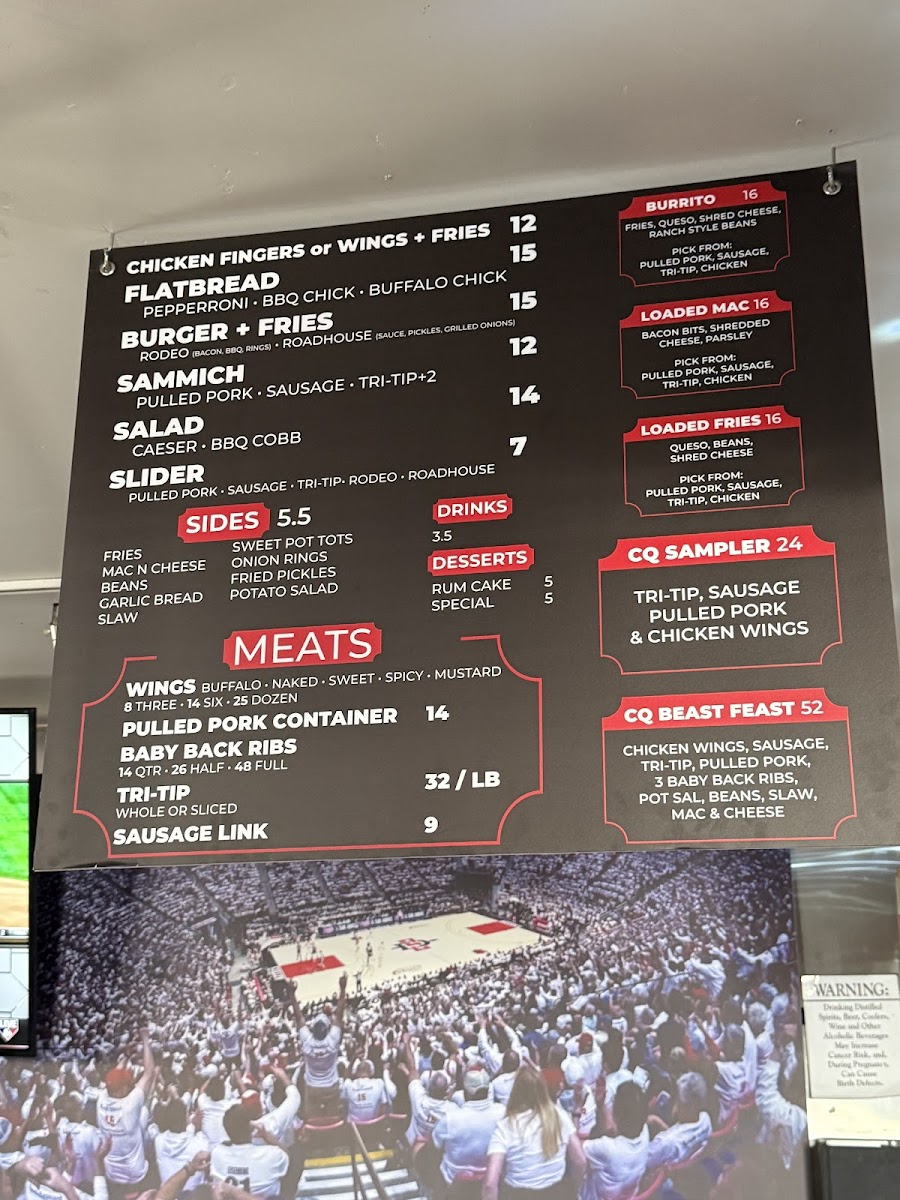 CHICKEN FINGERS or WINGS + FRIES 12
FLATBREAD 15
PEPPERRONI • BBQ CHICK • BUFFALO CHICK
BURGER + FRIES 15
RODEO (BACON, BBQ, RINGS) • ROADHOUSE (SAUCE, PICKLES, GRILLED ONIONS)
SAMMICH 12
PULLED PORK • SAUSAGE • TRI-TIP+2
SALAD 14
CAESER • BBQ COBB
SLIDER 7
PULLED PORK • SAUSAGE • TRI-TIP• RODEO • ROADHOUSE
SIDES 5.5
FRIES
MAC N CHEESE
BEANS
GARLIC BREAD
SLAW
SWEET POT TOTS
ONION RINGS
FRIED PICKLES
POTATO SALAD
DRINKS
3.5
DESSERTS
RUM CAKE 5
SPECIAL 5
MEATS
WINGS BUFFALO • NAKED • SWEET • SPICY • MUSTARD
8 THREE • 14 SIX • 25 DOZEN
PULLED PORK CONTAINER 14
BABY BACK RIBS
14 QTR • 26 HALF • 48 FULL
TRI-TIP 32 / LB
WHOLE OR SLICED
SAUSAGE LINK 9
BURRITO 16
FRIES, QUESO, SHRED CHEESE,
RANCH STYLE BEANS
PICK FROM:
PULLED PORK, SAUSAGE,
TRI-TIP, CHICKEN
LOADED MAC 16
BACON BITS, SHREDDED
CHEESE, PARSLEY
PICK FROM:
PULLED PORK, SAUSAGE,
TRI-TIP, CHICKEN
LOADED FRIES 16
QUESO, BEANS,
SHRED CHEESE
PICK FROM:
PULLED PORK, SAUSAGE,
TRI-TIP, CHICKEN
CQ SAMPLER 24
TRI-TIP, SAUSAGE
PULLED PORK
& CHICKEN WINGS
CQ BEAST FEAST 52
CHICKEN WINGS, SAUSAGE,
TRI-TIP, PULLED PORK,
3 BABY BACK RIBS,
POT SAL, BEANS, SLAW,
MAC & CHEESE
WARNING:
Drinking Distilled
Spirits, Beer, Coolers,
Wine and Other
Alcoholic Beverages
May Increase
Cancer Risk, and,
During Pregnancy,
Can Cause
Birth Defects.